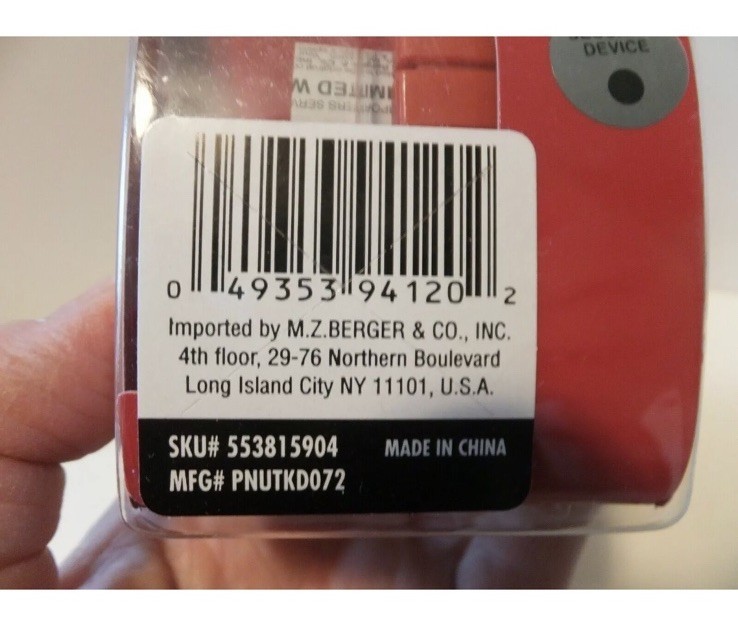 DEVICE
0 49353 94120 2
Imported by M.Z.BERGER & CO., INC.
4th floor, 29-76 Northern Boulevard
Long Island City NY 11101, U.S.A.
SKU# 553815904 MADE IN CHINA
MFG# PNUTKD072